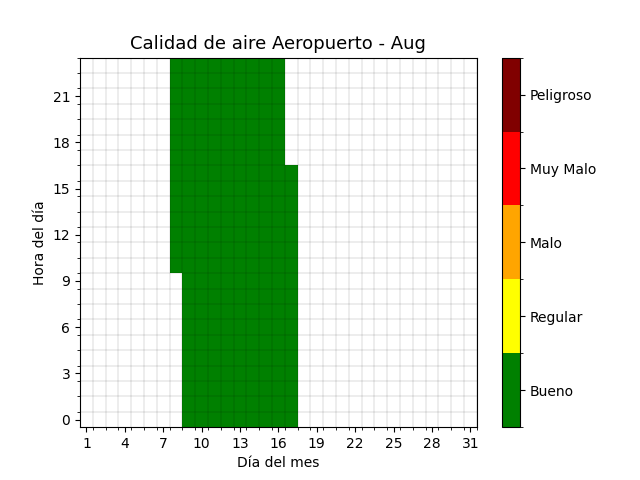 Calidad de aire Aeropuerto - Aug
Hora del día
21
18
15
12
9
6
3
0
1 4 7 10 13 16 19 22 25 28 31
Día del mes
Peligroso
Muy Malo
Malo
Regular
Bueno